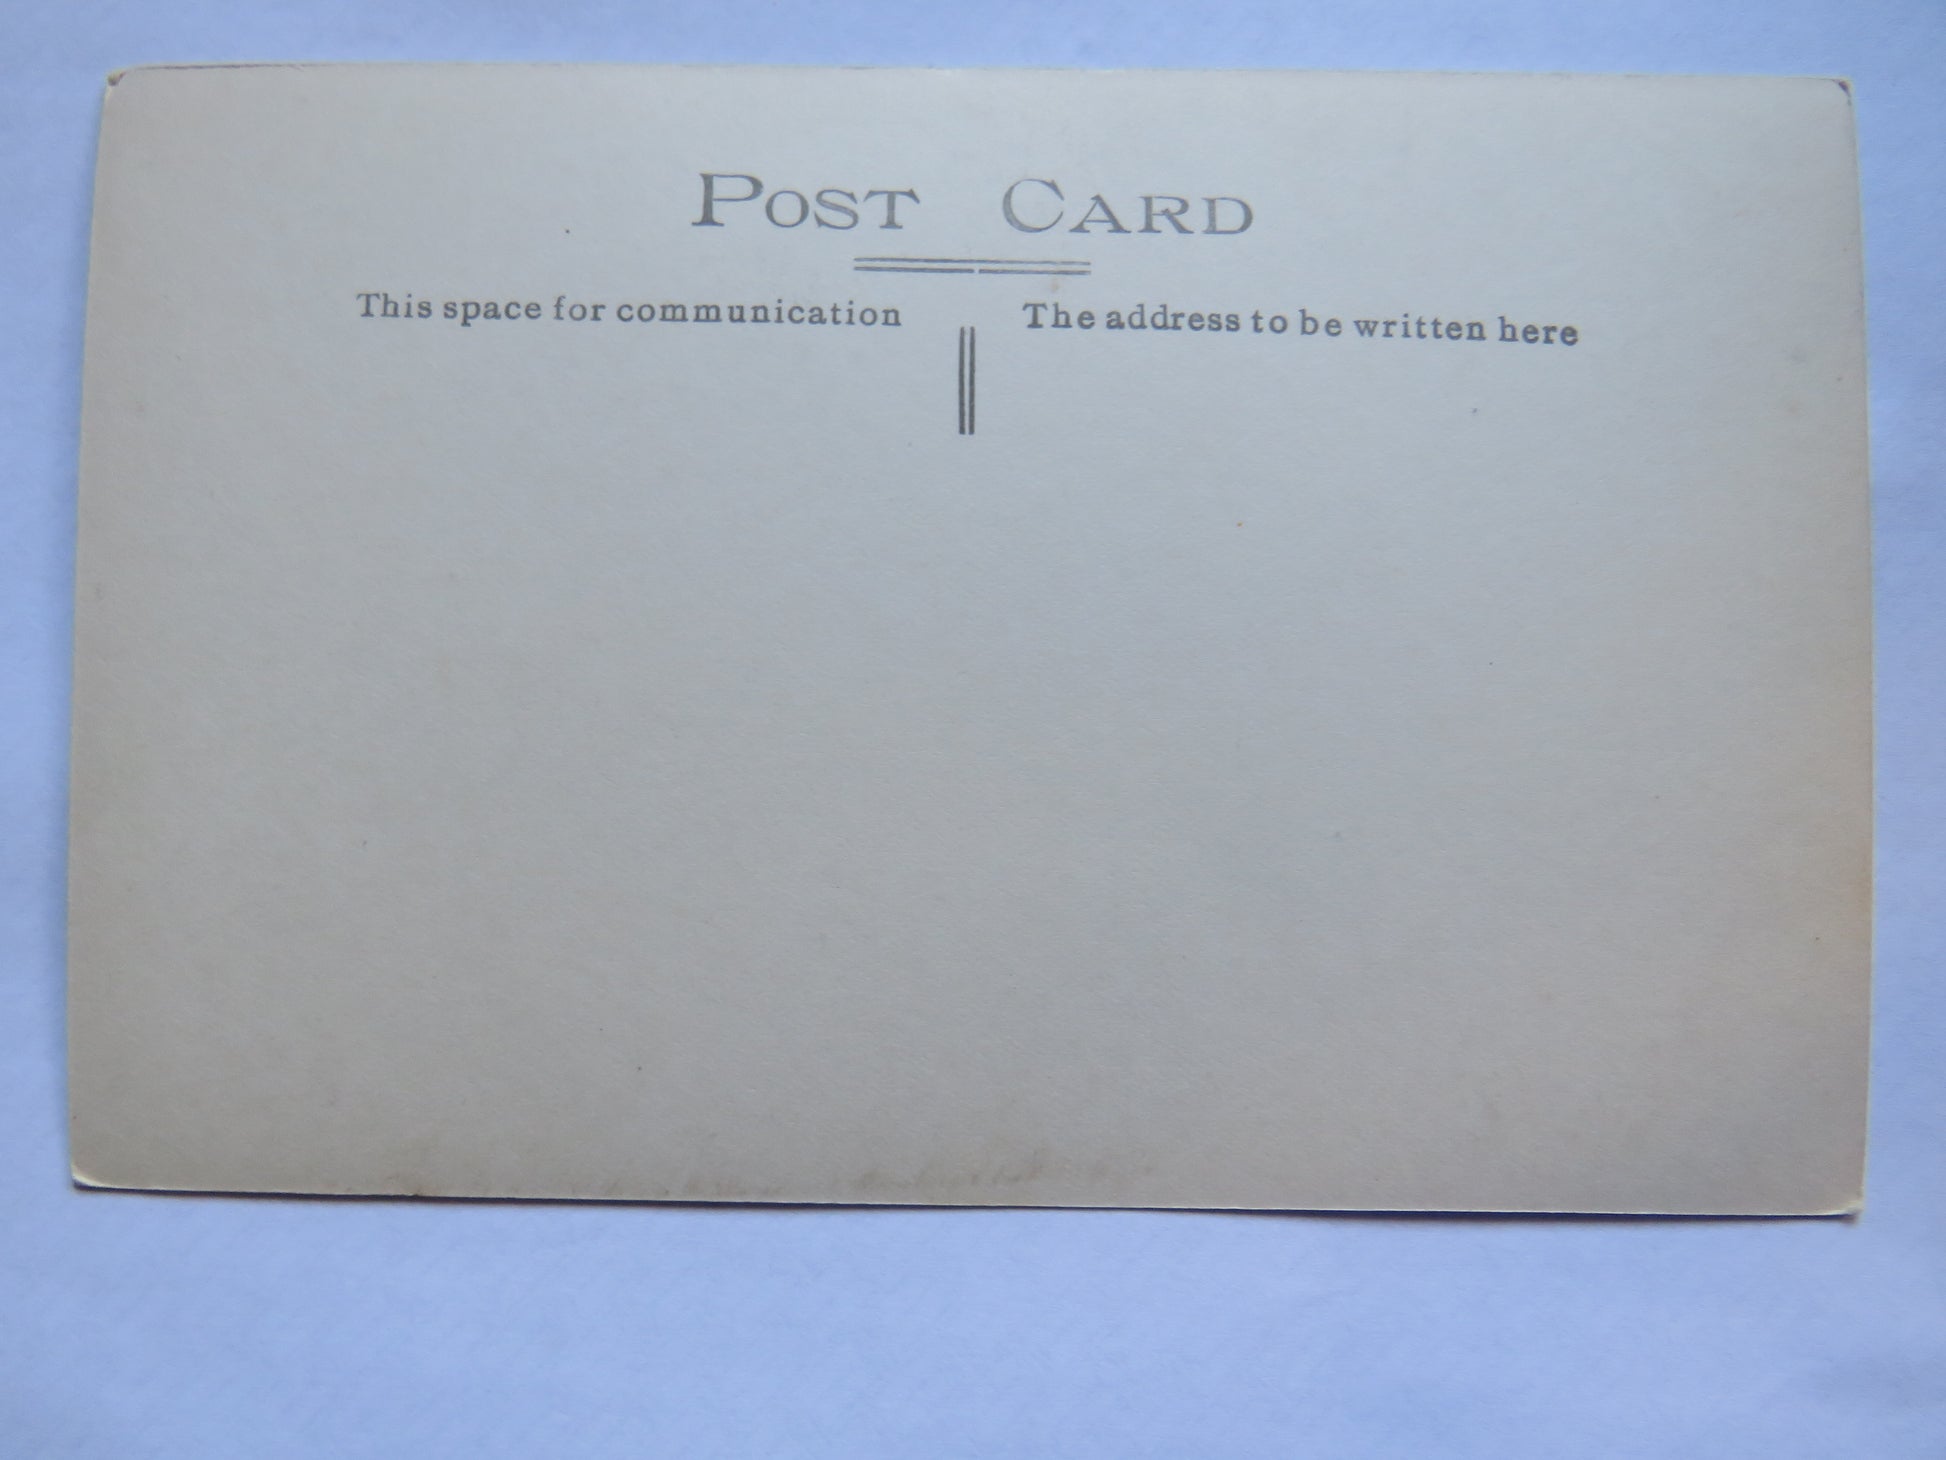 Post Card
This space for communication
The address to be written here